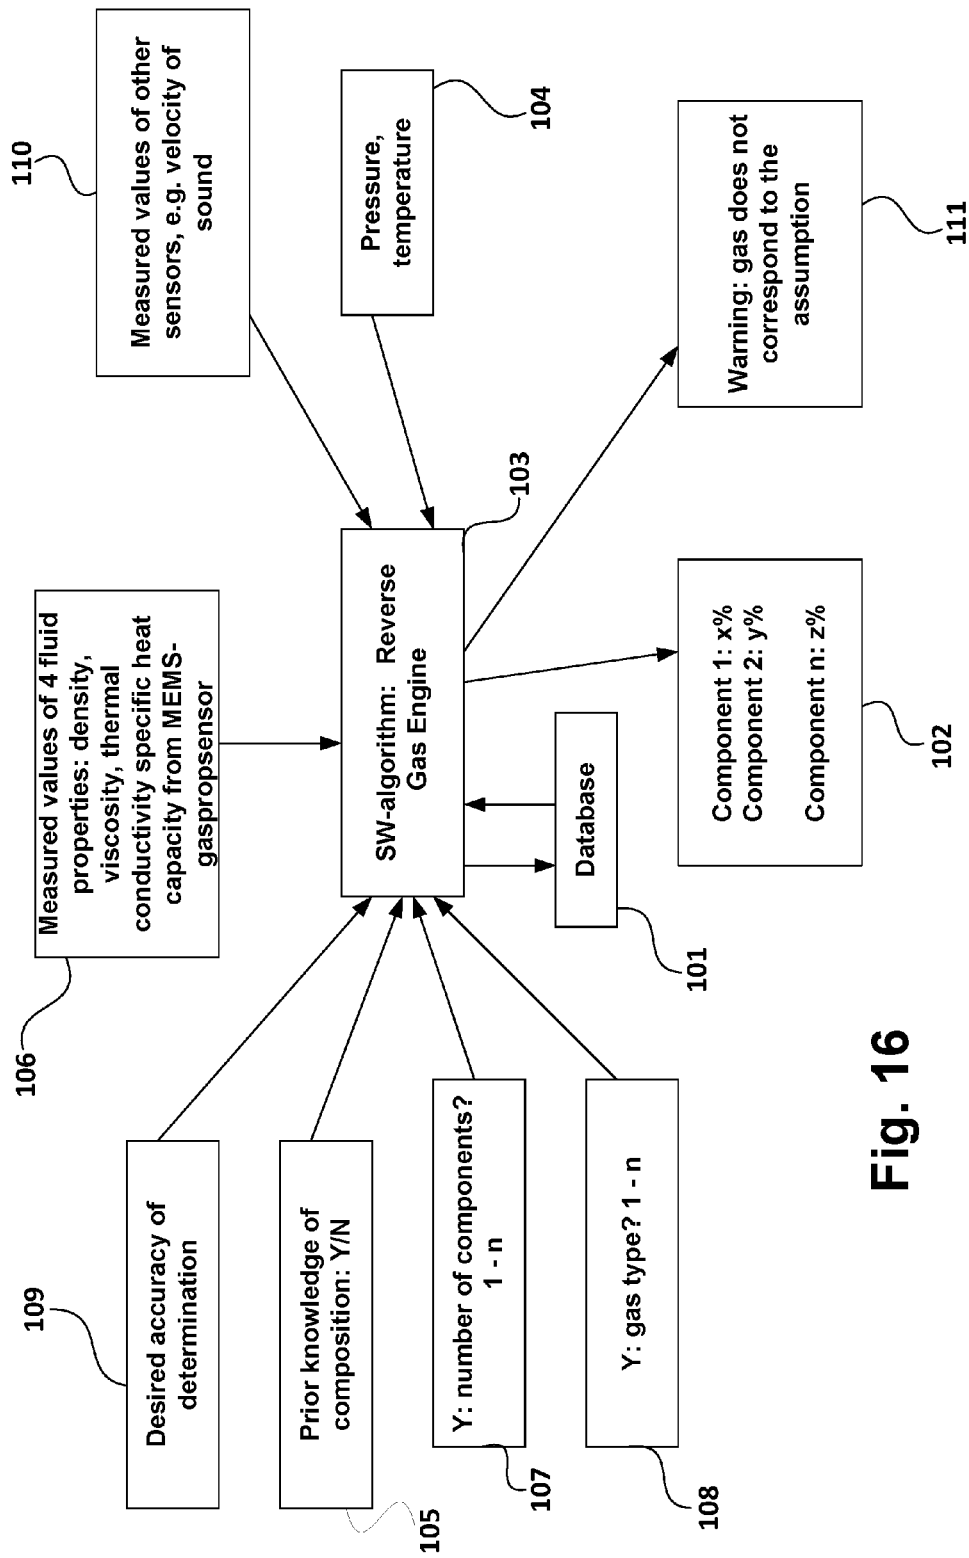 109
Desired accuracy of
determination
Prior knowledge of
composition: Y/N
105
Y: number of components?
1 - n
107
Y: gas type? 1 - n
108
106
Measured values of 4 fluid
properties: density,
viscosity, thermal
conductivity specific heat
capacity from MEMS-
gaspropsensor
SW-algorithm: Reverse
Gas Engine
103
Database
101
110
Measured values of other
sensors, e.g. velocity of
sound
Pressure,
temperature
104
Component 1: x%
Component 2: y%
Component n: z%
102
Warning: gas does not
correspond to the
assumption
111
Fig. 16